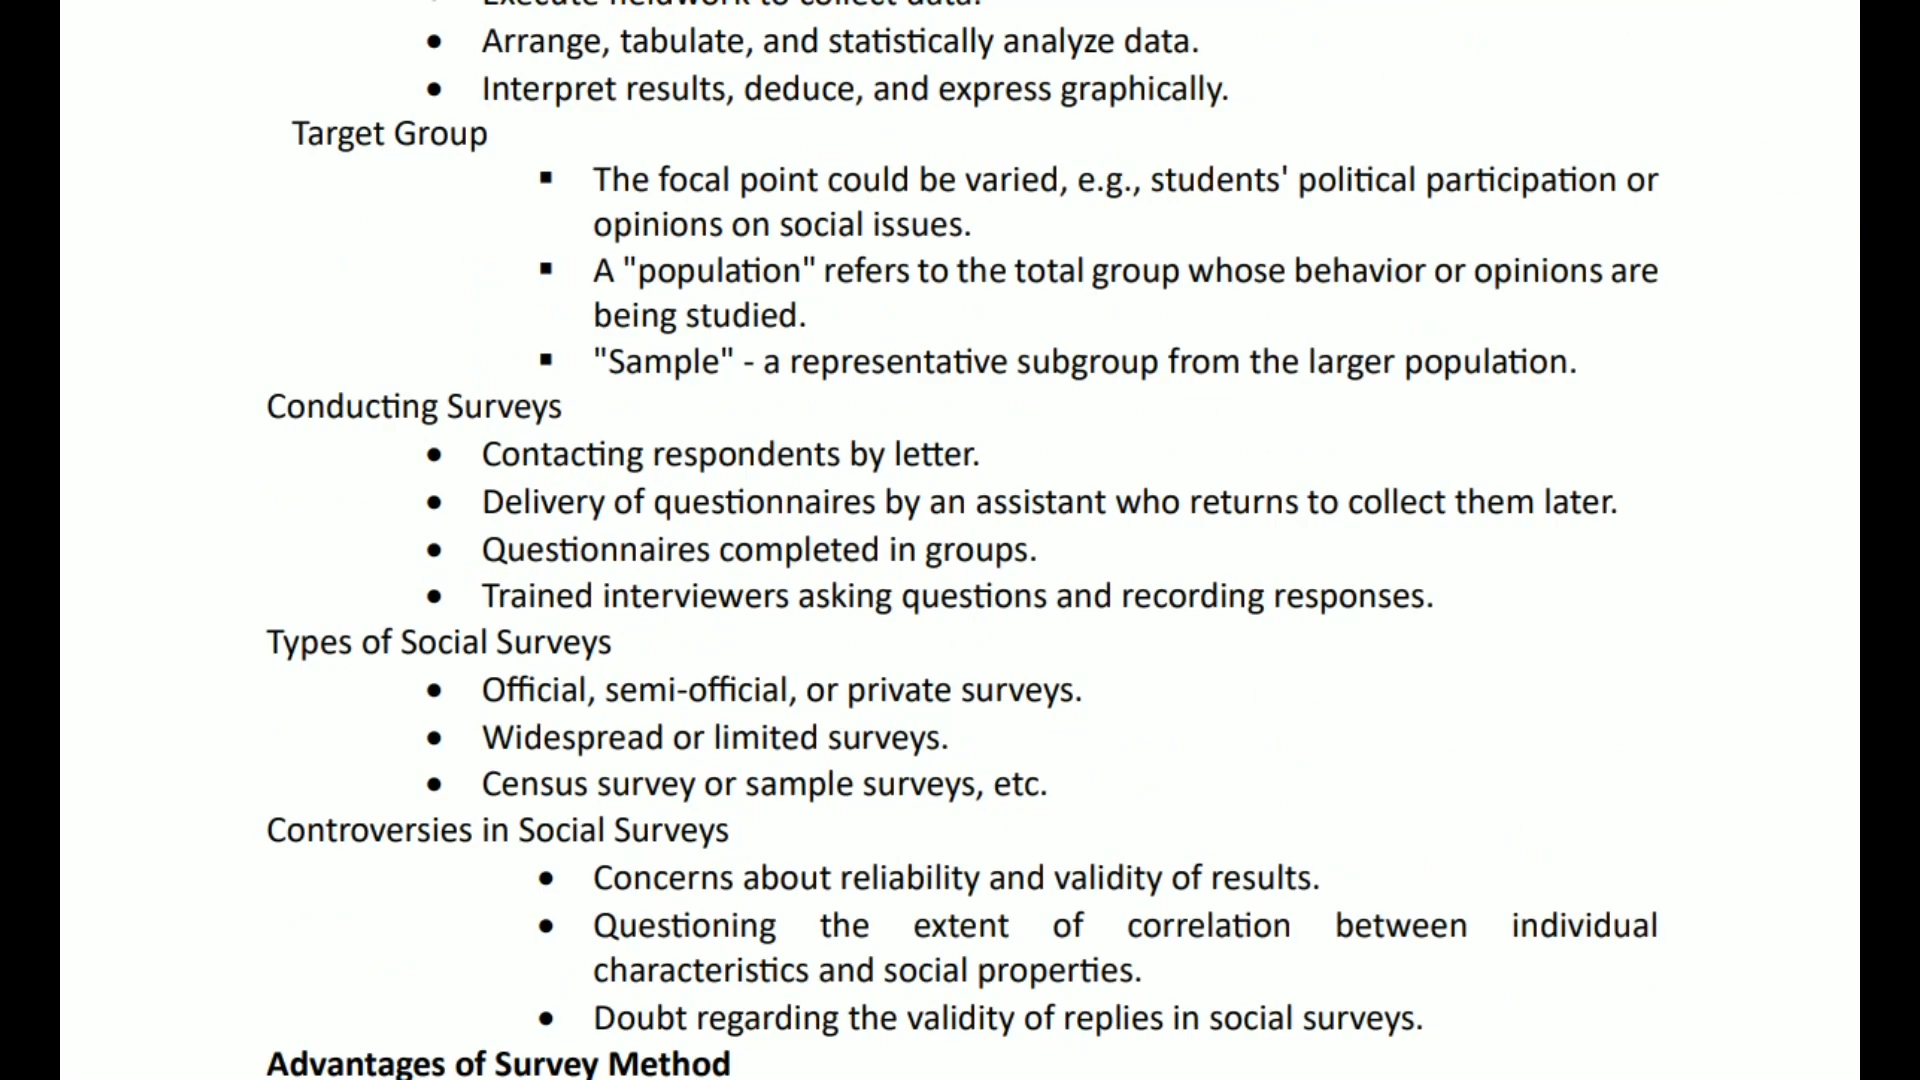 Execute fieldwork to collect data.
• Arrange, tabulate, and statistically analyze data.
• Interpret results, deduce, and express graphically.
Target Group
▪ The focal point could be varied, e.g., students' political participation or
opinions on social issues.
▪ A "population" refers to the total group whose behavior or opinions are
being studied.
▪ "Sample" - a representative subgroup from the larger population.
Conducting Surveys
• Contacting respondents by letter.
• Delivery of questionnaires by an assistant who returns to collect them later.
• Questionnaires completed in groups.
• Trained interviewers asking questions and recording responses.
Types of Social Surveys
• Official, semi-official, or private surveys.
• Widespread or limited surveys.
• Census survey or sample surveys, etc.
Controversies in Social Surveys
• Concerns about reliability and validity of results.
• Questioning the extent of correlation between individual
characteristics and social properties.
• Doubt regarding the validity of replies in social surveys.
Advantages of Survey Method